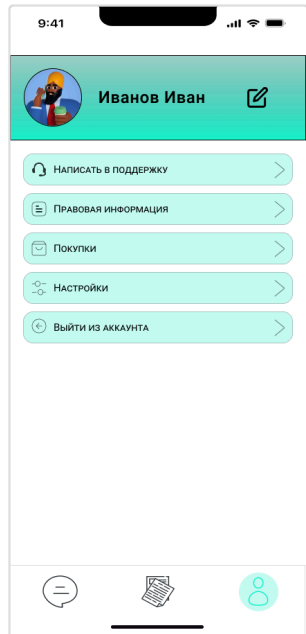 9:41
Иванов Иван
Написать в поддержку
Правовая информация
Покупки
Настройки
Выйти из аккаунта